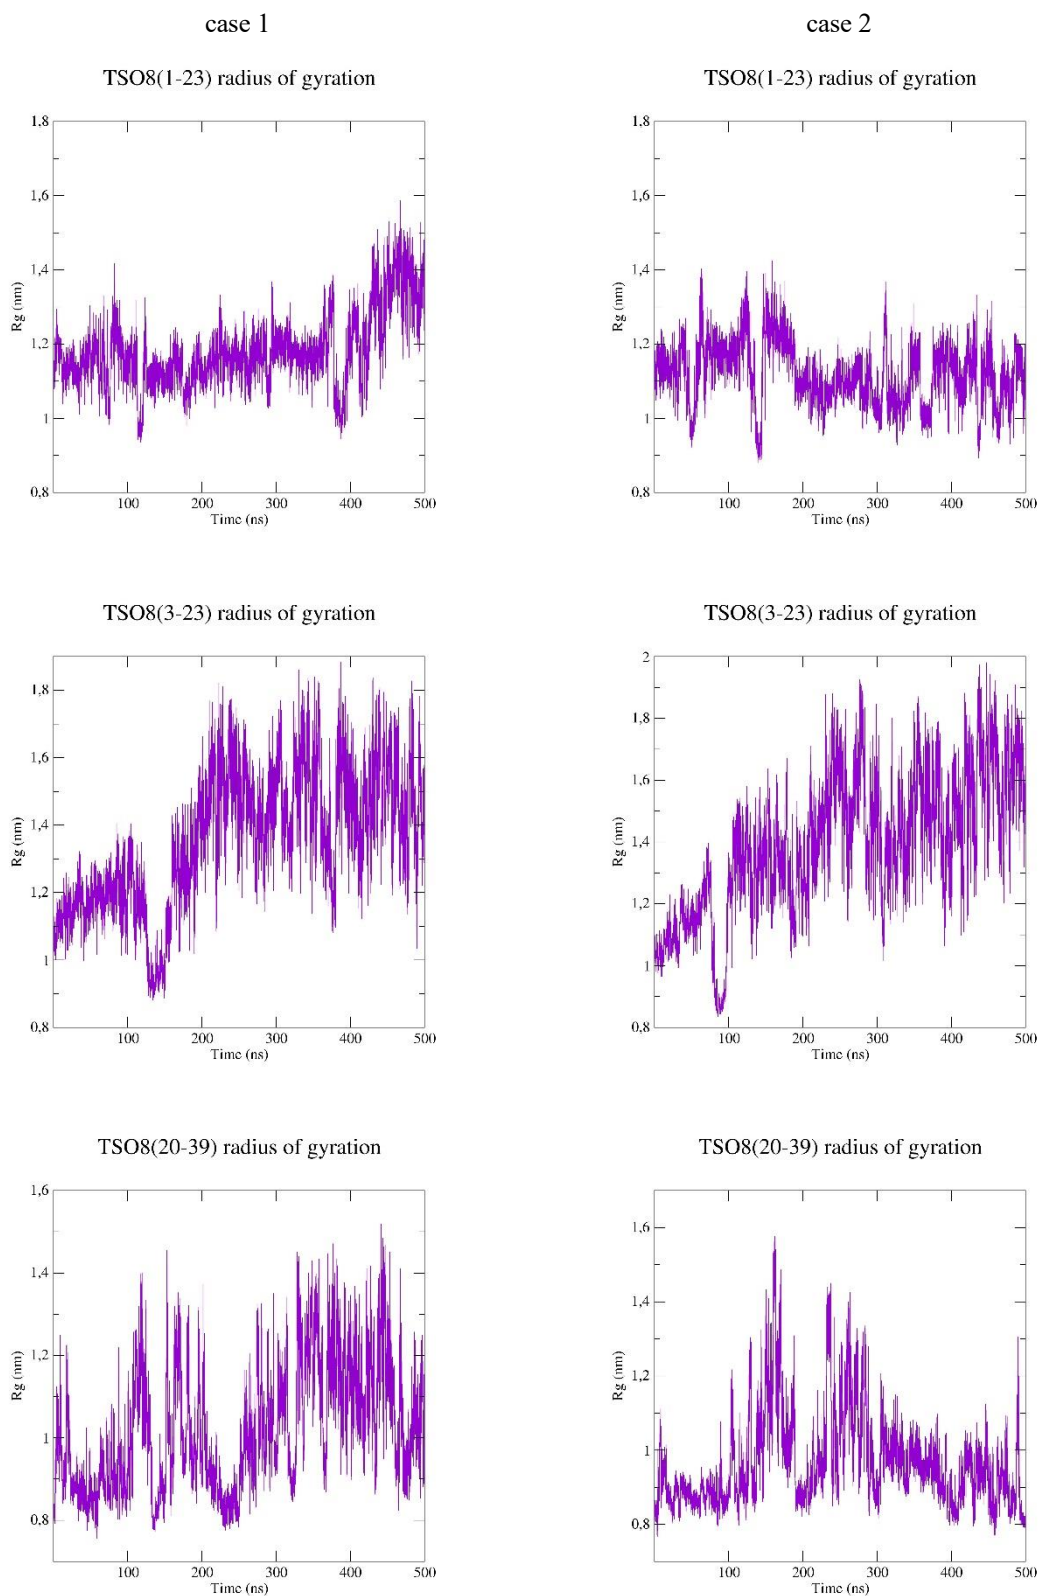 case 1
case 2
TSO8(1-23) radius of gyration
TSO8(1-23) radius of gyration
1,8
1,6
1,4
1,2
1
0,8
Rg (nm)
100 200 300 400 500
Time (ns)
1,8
1,6
1,4
1,2
1
0,8
Rg (nm)
100 200 300 400 500
Time (ns)
TSO8(3-23) radius of gyration
TSO8(3-23) radius of gyration
1,8
1,6
1,4
1,2
1
0,8
Rg (nm)
100 200 300 400 500
Time (ns)
2
1,8
1,6
1,4
1,2
1
0,8
Rg (nm)
100 200 300 400 500
Time (ns)
TSO8(20-39) radius of gyration
TSO8(20-39) radius of gyration
1,6
1,4
1,2
1
0,8
Rg (nm)
100 200 300 400 500
Time (ns)
1,6
1,4
1,2
1
0,8
Rg (nm)
100 200 300 400 500
Time (ns)